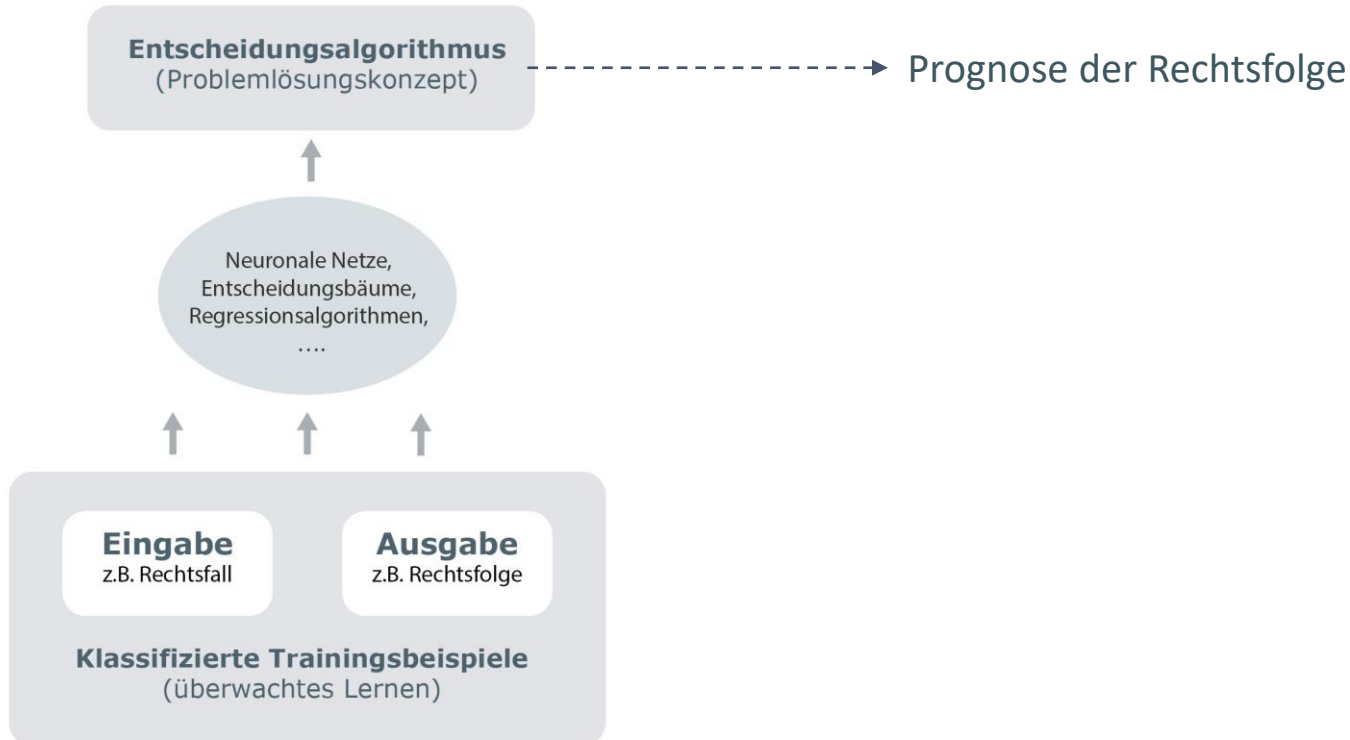 Entscheidungsalgorithmus
(Problemlösungskonzept)
Prognose der Rechtsfolge
Neuronale Netze,
Entscheidungsbäume,
Regressionsalgorithmen,
....
Eingabe
z.B. Rechtsfall
Ausgabe
z.B. Rechtsfolge
Klassifizierte Trainingsbeispiele
(überwachtes Lernen)